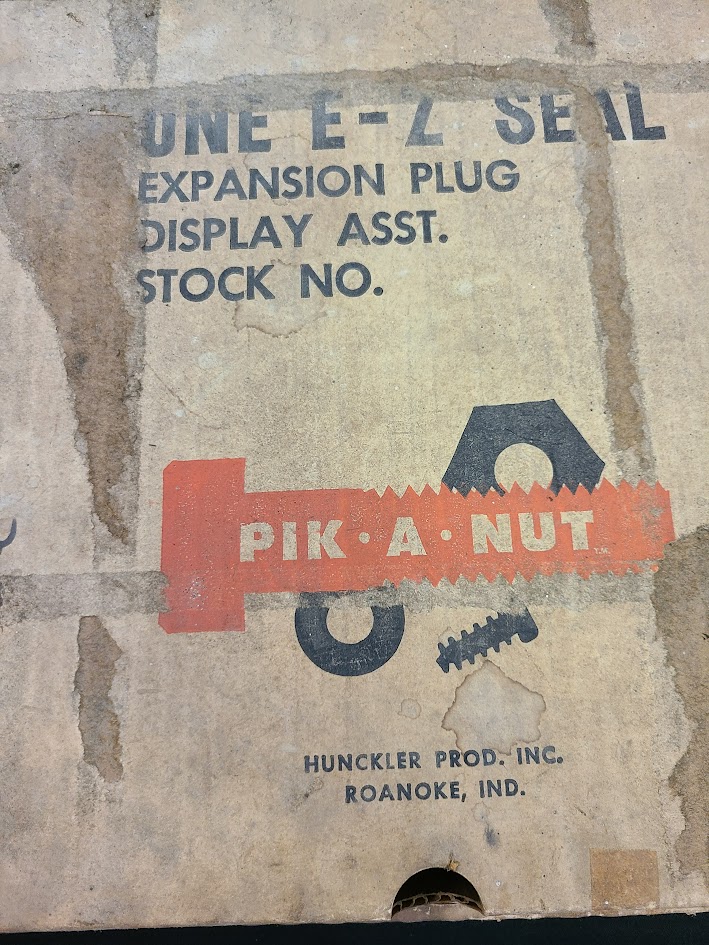 ONE E-Z SEAL
EXPANSION PLUG
DISPLAY ASST.
STOCK NO.
PIK·A·NUT T.M.
HUNCKLER PROD. INC.
ROANOKE, IND.